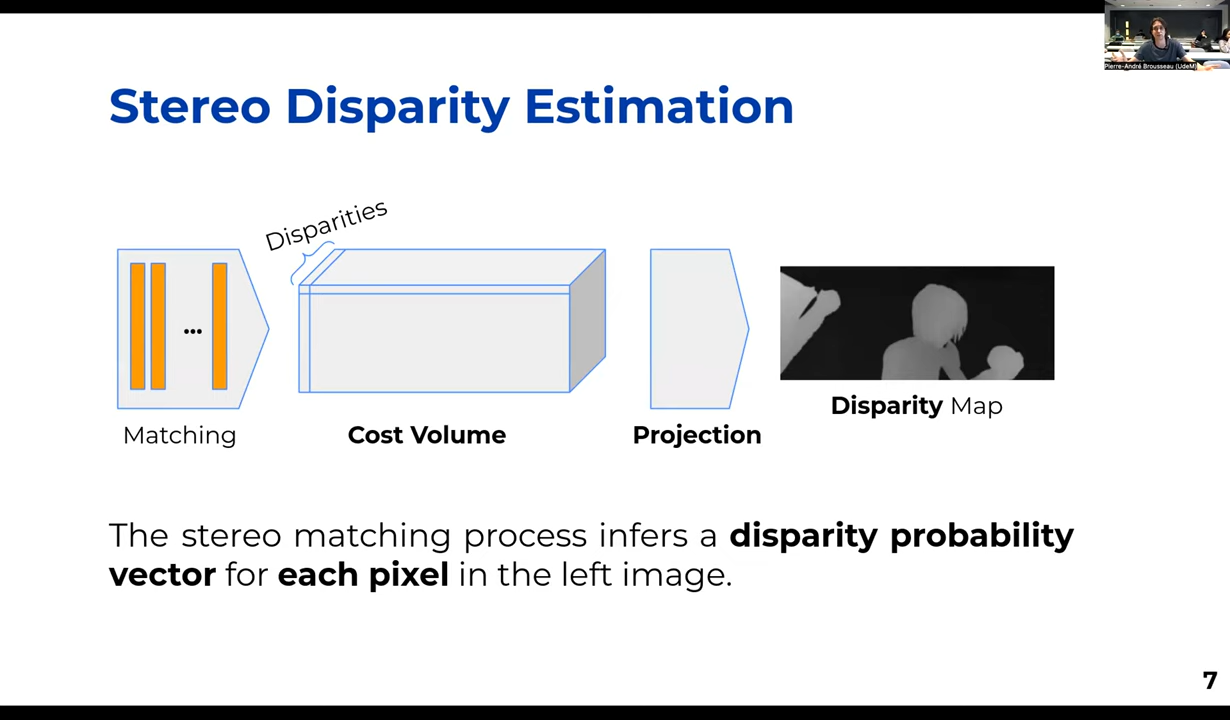 Pierre-André Brousseau (UdeM)
Stereo Disparity Estimation
Disparities
...
Matching
Cost Volume
Projection
Disparity Map
The stereo matching process infers a disparity probability
vector for each pixel in the left image.
7